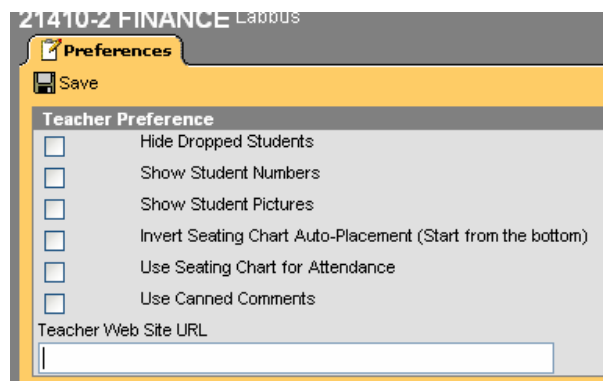 21410-2 FINANCE Labbus
Preferences
Save
Teacher Preference
Hide Dropped Students
Show Student Numbers
Show Student Pictures
Invert Seating Chart Auto-Placement (Start from the bottom)
Use Seating Chart for Attendance
Use Canned Comments
Teacher Web Site URL